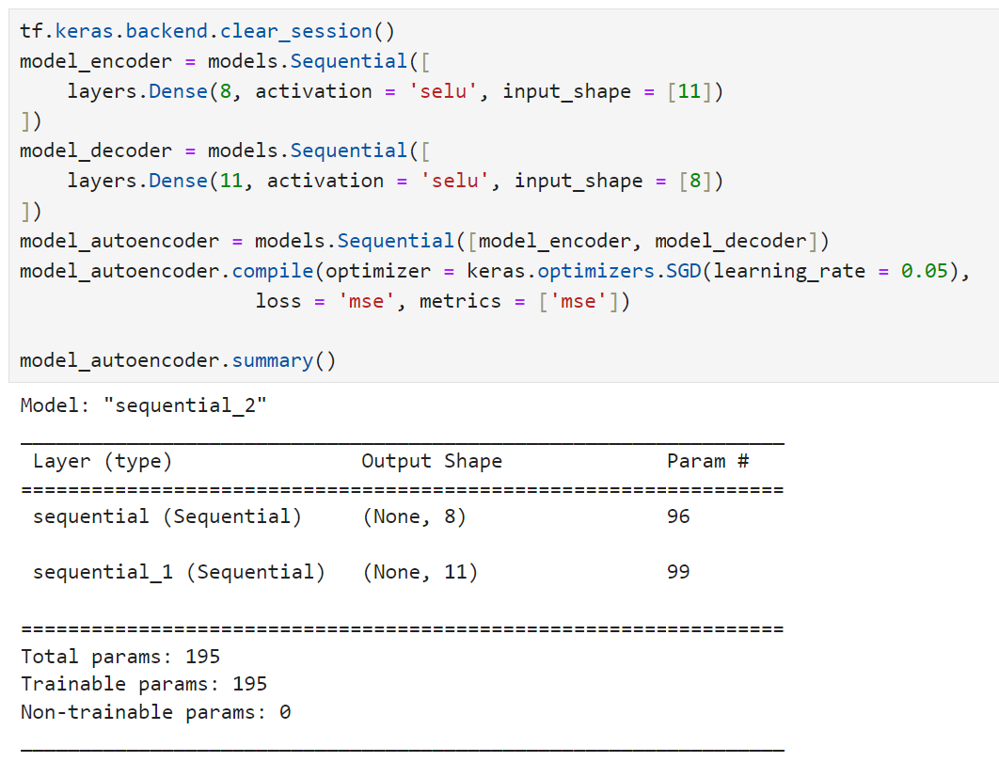 tf.keras.backend.clear_session()
model_encoder = models.Sequential([
    layers.Dense(8, activation = 'selu', input_shape = [11])
])
model_decoder = models.Sequential([
    layers.Dense(11, activation = 'selu', input_shape = [8])
])
model_autoencoder = models.Sequential([model_encoder, model_decoder])
model_autoencoder.compile(optimizer = keras.optimizers.SGD(learning_rate = 0.05),
                    loss = 'mse', metrics = ['mse'])

model_autoencoder.summary()
Model: "sequential_2"
_________________________________________________________________
 Layer (type)                Output Shape              Param #
=================================================================
 sequential (Sequential)     (None, 8)                 96

 sequential_1 (Sequential)   (None, 11)                99

=================================================================
Total params: 195
Trainable params: 195
Non-trainable params: 0
_________________________________________________________________